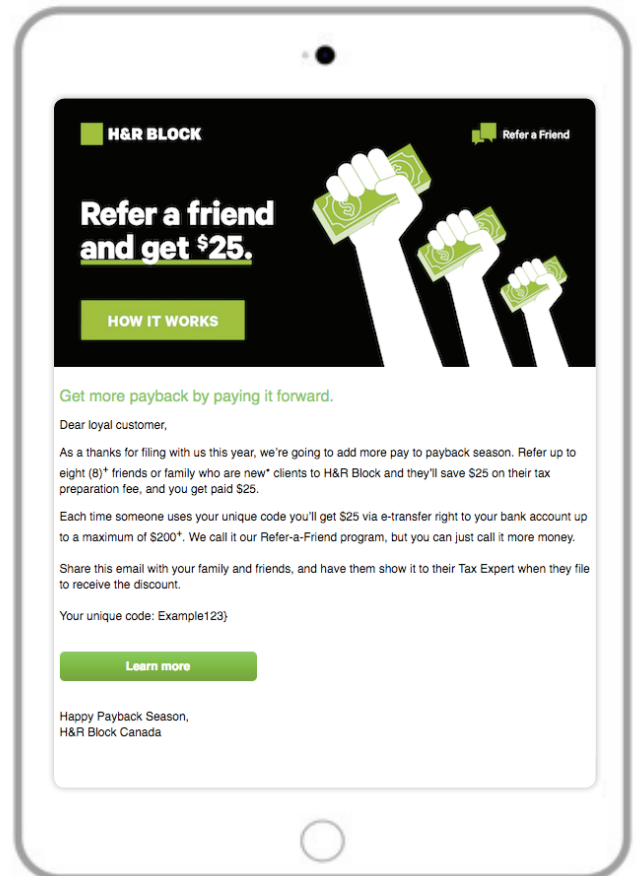 H&R BLOCK
Refer a Friend
Refer a friend
and get $25.
HOW IT WORKS
Get more payback by paying it forward.
Dear loyal customer,
As a thanks for filing with us this year, we're going to add more pay to payback season. Refer up to
eight (8)+ friends or family who are new* clients to H&R Block and they'll save $25 on their tax
preparation fee, and you get paid $25.
Each time someone uses your unique code you'll get $25 via e-transfer right to your bank account up
to a maximum of $200+. We call it our Refer-a-Friend program, but you can just call it more money.
Share this email with your family and friends, and have them show it to their Tax Expert when they file
to receive the discount.
Your unique code: Example123}
Learn more
Happy Payback Season,
H&R Block Canada